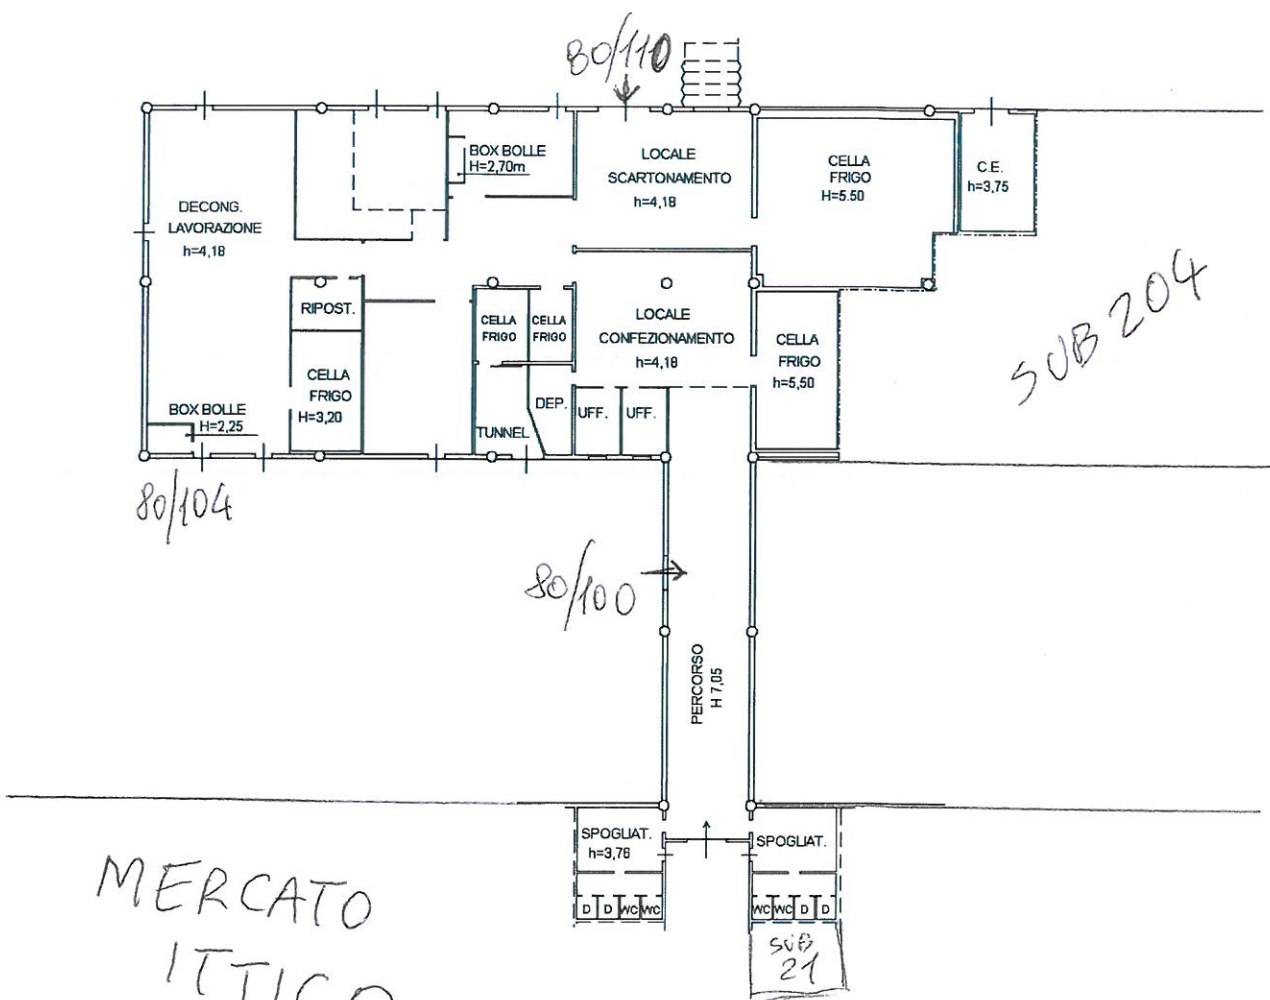 80/110
BOX BOLLE
H=2,70m
LOCALE
SCARTONAMENTO
h=4,18
CELLA
FRIGO
H=5.50
C.E.
h=3,75
DECONG.
LAVORAZIONE
h=4,18
SUB 204
RIPOST.
CELLA
FRIGO
CELLA
FRIGO
LOCALE
CONFEZIONAMENTO
h=4,18
CELLA
FRIGO
h=5,50
CELLA
FRIGO
H=3,20
BOX BOLLE
H=2,25
TUNNEL
DEP.
UFF.
UFF.
80/104
80/100
PERCORSO
H 7,05
SPOGLIAT.
h=3,76
SPOGLIAT.
D D WC WC
WC WC D D
SUB
21
MERCATO
ITTICO